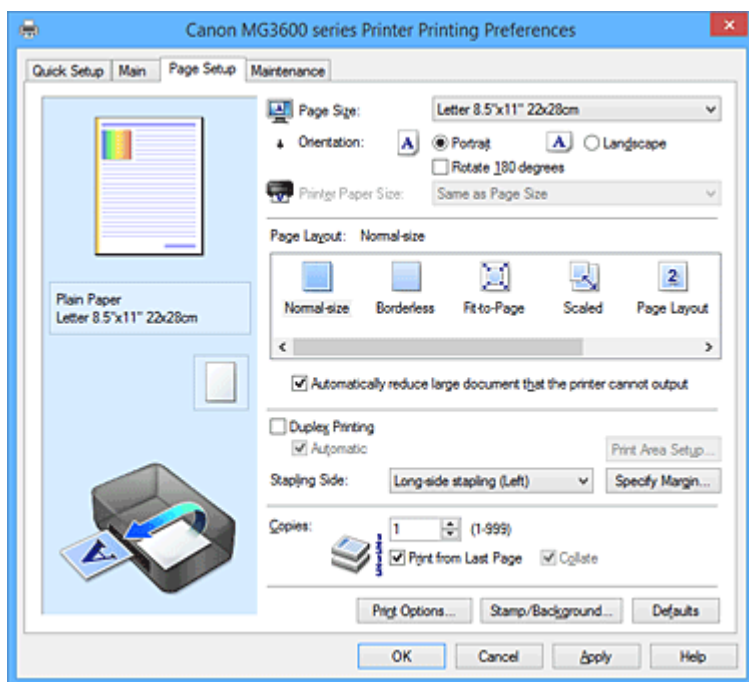 Canon MG3600 series Printer Printing Preferences
Quick Setup Main Page Setup Maintenance
Page Size: Letter 8.5"x11" 22x28cm
Orientation: A Portrait A Landscape
Rotate 180 degrees
Printer Paper Size: Same as Page Size
Page Layout: Normal-size
2
Normal-size Borderless Fit-to-Page Scaled Page Layout
Plain Paper
Letter 8.5"x11" 22x28cm
Automatically reduce large document that the printer cannot output
Duplex Printing
Automatic
Print Area Setup...
Stapling Side: Long-side stapling (Left) Specify Margin...
Copies: 1 (1-999)
Print from Last Page Collate
A
Print Options... Stamp/Background... Defaults
OK Cancel Apply Help